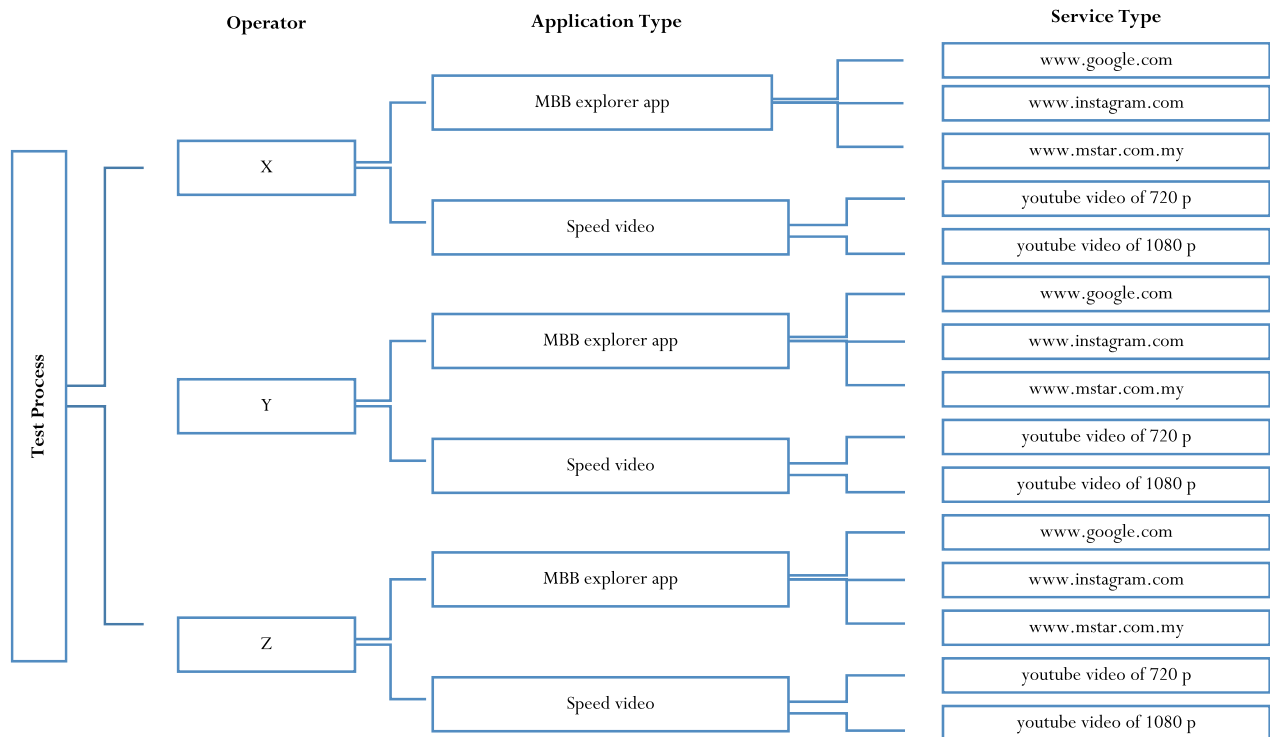 Operator
Application Type
Service Type
Test Process
X
MBB explorer app
www.google.com
www.instagram.com
www.mstar.com.my
Speed video
youtube video of 720 p
youtube video of 1080 p
Y
MBB explorer app
www.google.com
www.instagram.com
www.mstar.com.my
Speed video
youtube video of 720 p
youtube video of 1080 p
Z
MBB explorer app
www.google.com
www.instagram.com
www.mstar.com.my
Speed video
youtube video of 720 p
youtube video of 1080 p